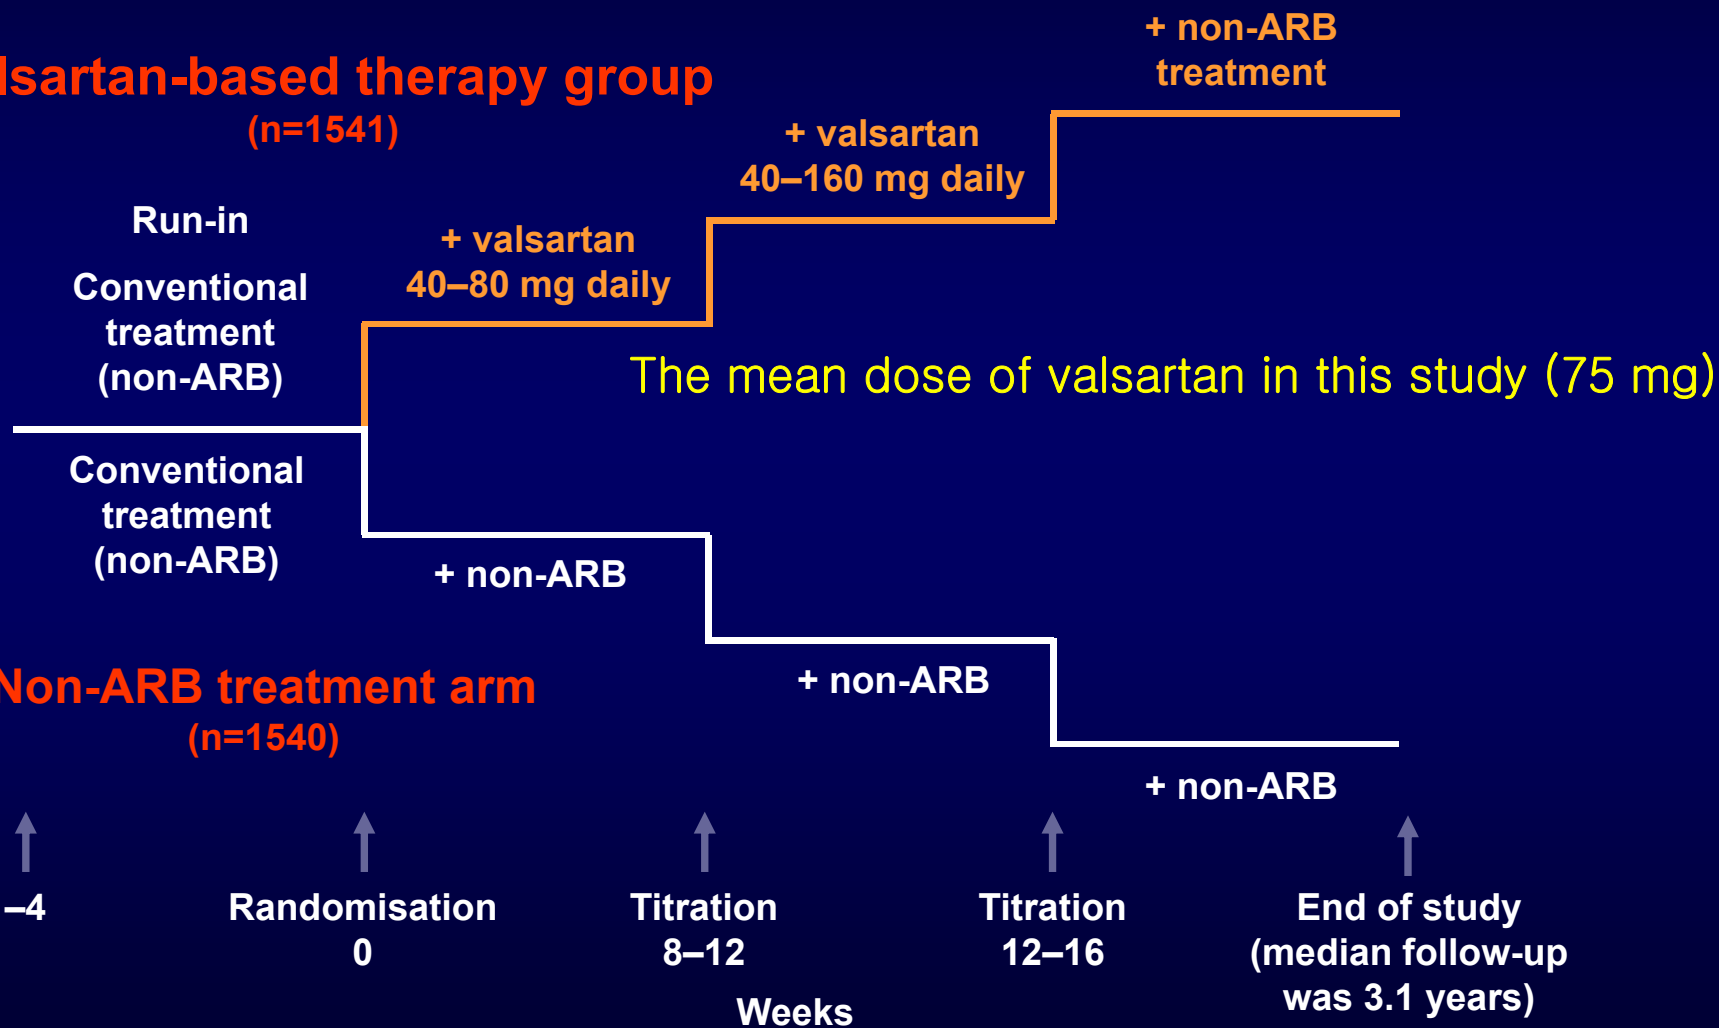 + non-ARB
treatment
lsartan-based therapy group
(n=1541)
+ valsartan
40–160 mg daily
Run-in
+ valsartan
40–80 mg daily
Conventional
treatment
(non-ARB)
The mean dose of valsartan in this study (75 mg)
Conventional
treatment
(non-ARB)
+ non-ARB
+ non-ARB
Non-ARB treatment arm
(n=1540)
+ non-ARB
–4
Randomisation
0
Titration
8–12
Titration
12–16
End of study
(median follow-up
was 3.1 years)
Weeks